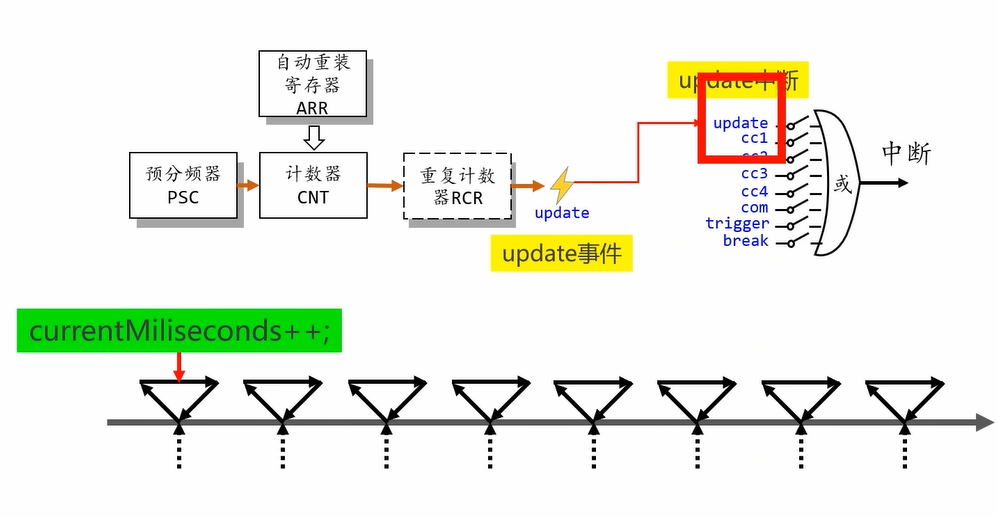 自动重装
寄存器
ARR
update中断
预分频器
PSC
计数器
CNT
重复计数
器RCR
update
update事件
update
cc1
cc2
cc3
cc4
com
trigger
break
或
中断
currentMiliseconds++;